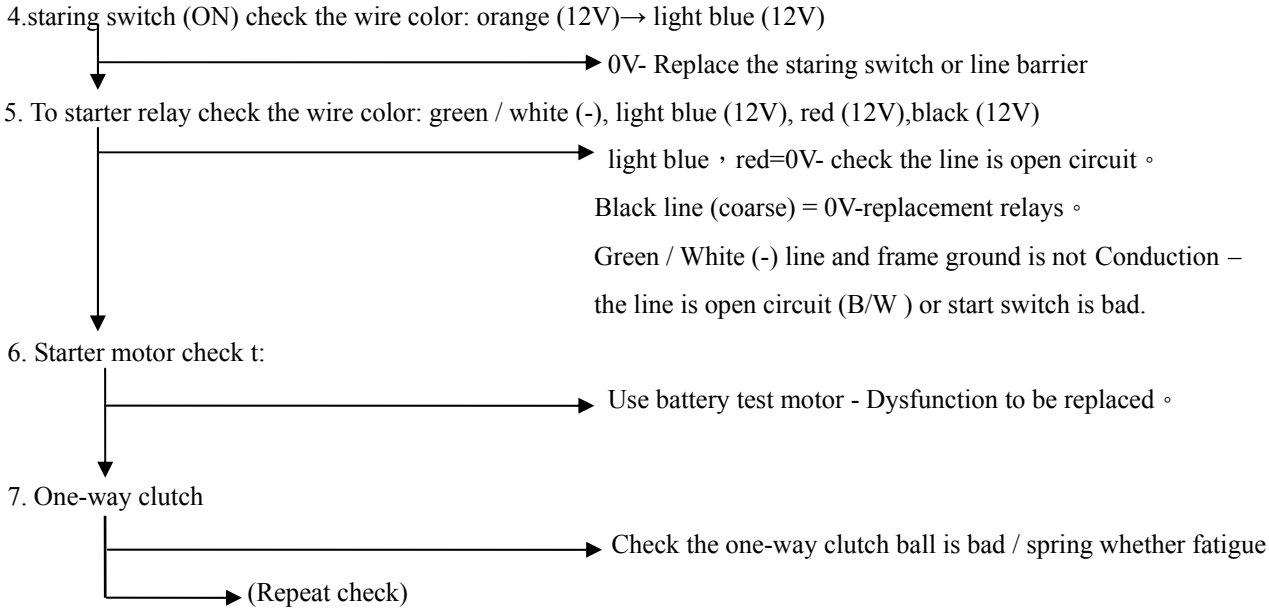 4.staring switch (ON) check the wire color: orange (12V)→ light blue (12V)
0V- Replace the staring switch or line barrier
5. To starter relay check the wire color: green / white (-), light blue (12V), red (12V),black (12V)
light blue，red=0V- check the line is open circuit。
Black line (coarse) = 0V-replacement relays。
Green / White (-) line and frame ground is not Conduction –
the line is open circuit (B/W ) or start switch is bad.
6. Starter motor check t:
Use battery test motor - Dysfunction to be replaced。
7. One-way clutch
Check the one-way clutch ball is bad / spring whether fatigue
(Repeat check)